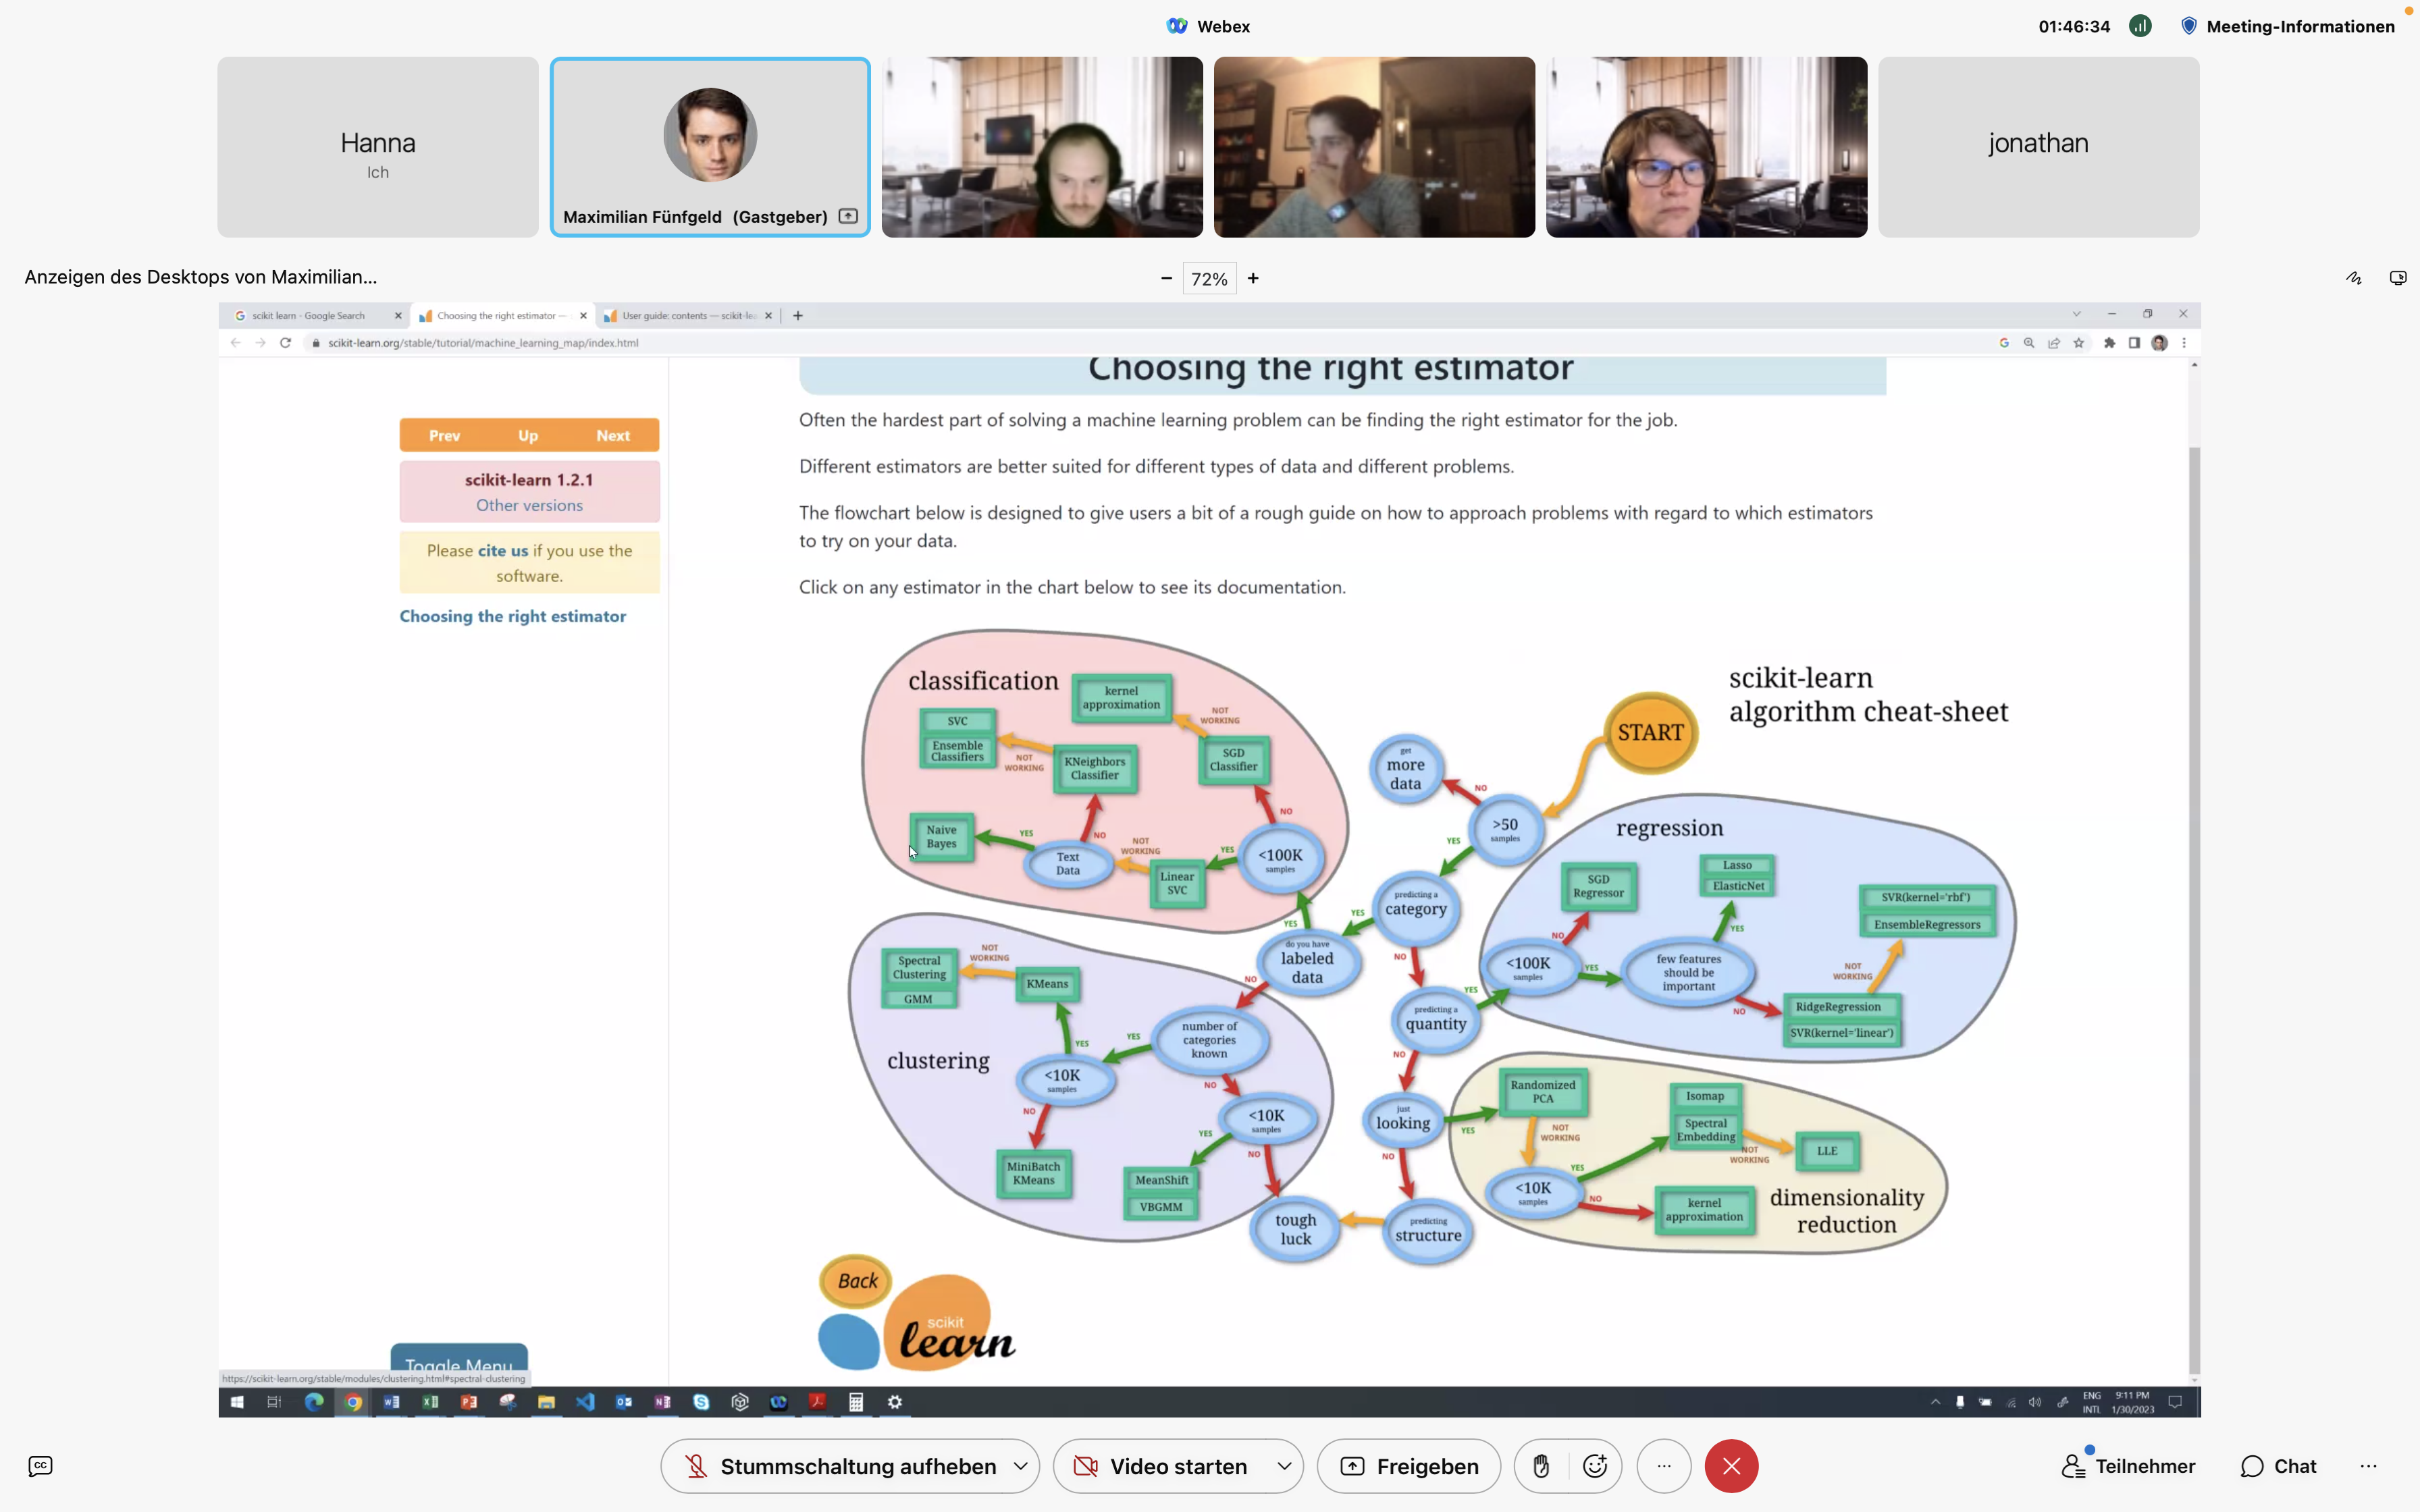 Webex
01:46:34
Meeting-Informationen
Hanna
Ich
Maximilian Fünfgeld (Gastgeber)
jonathan
Anzeigen des Desktops von Maximilian...
− 72% +
scikit learn - Google Search
Choosing the right estimator —
User guide: contents — scikit-le
scikit-learn.org/stable/tutorial/machine_learning_map/index.html
Choosing the right estimator
Prev Up Next
scikit-learn 1.2.1
Other versions
Please cite us if you use the
software.
Choosing the right estimator
Often the hardest part of solving a machine learning problem can be finding the right estimator for the job.
Different estimators are better suited for different types of data and different problems.
The flowchart below is designed to give users a bit of a rough guide on how to approach problems with regard to which estimators
to try on your data.
Click on any estimator in the chart below to see its documentation.
scikit-learn
algorithm cheat-sheet
START
>50
samples
NO
get
more
data
YES
predicting a
category
YES
do you have
labeled
data
YES
NO
classification
<100K
samples
NO
SGD
Classifier
NOT
WORKING
kernel
approximation
YES
Linear
SVC
NOT
WORKING
Text
Data
YES
Naive
Bayes
NO
KNeighbors
Classifier
NOT
WORKING
SVC
Ensemble
Classifiers
clustering
number of
categories
known
YES
<10K
samples
YES
KMeans
NOT
WORKING
Spectral
Clustering
GMM
NO
MiniBatch
KMeans
NO
<10K
samples
YES
MeanShift
VBGMM
NO
tough
luck
NO
predicting a
quantity
YES
regression
<100K
samples
NO
SGD
Regressor
YES
few features
should be
important
YES
Lasso
ElasticNet
NO
RidgeRegression
SVR(kernel='linear')
NOT
WORKING
SVR(kernel='rbf')
EnsembleRegressors
NO
just
looking
YES
NO
predicting
structure
dimensionality
reduction
Randomized
PCA
NOT
WORKING
<10K
samples
YES
Isomap
Spectral
Embedding
NOT
WORKING
LLE
NO
kernel
approximation
Back
scikit
learn
Toggle Menu
https://scikit-learn.org/stable/modules/clustering.html#spectral-clustering
ENG
INTL
9:11 PM
1/30/2023
CC
Stummschaltung aufheben
Video starten
Freigeben
Teilnehmer
Chat